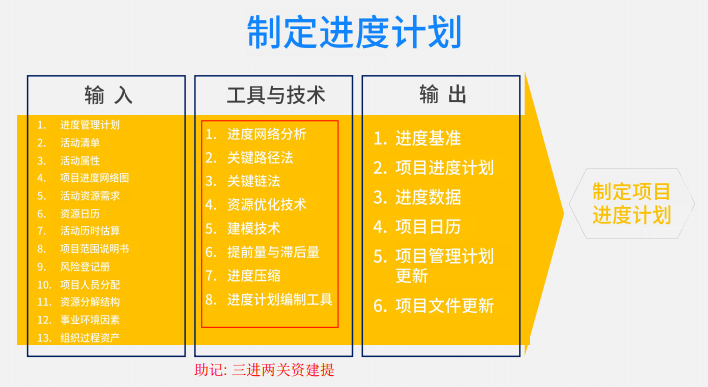 制定进度计划
输 入
1. 进度管理计划
2. 活动清单
3. 活动属性
4. 项目进度网络图
5. 活动资源需求
6. 资源日历
7. 活动历时估算
8. 项目范围说明书
9. 风险登记册
10. 项目人员分配
11. 资源分解结构
12. 事业环境因素
13. 组织过程资产
工具与技术
1. 进度网络分析
2. 关键路径法
3. 关键链法
4. 资源优化技术
5. 建模技术
6. 提前量与滞后量
7. 进度压缩
8. 进度计划编制工具
输 出
1. 进度基准
2. 项目进度计划
3. 进度数据
4. 项目日历
5. 项目管理计划
更新
6. 项目文件更新
制定项目
进度计划
助记: 三进两关资建提